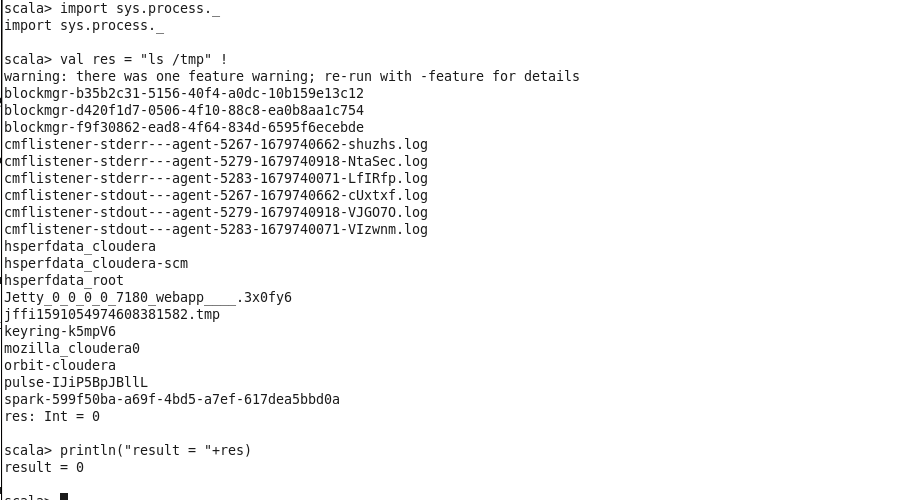 scala> import sys.process._
import sys.process._
scala> val res = "ls /tmp" !
warning: there was one feature warning; re-run with -feature for details
blockmgr-b35b2c31-5156-40f4-a0dc-10b159e13c12
blockmgr-d420f1d7-0506-4f10-88c8-ea0b8aa1c754
blockmgr-f9f30862-ead8-4f64-834d-6595f6ecebde
cmflistener-stderr---agent-5267-1679740662-shuzhs.log
cmflistener-stderr---agent-5279-1679740918-NtaSec.log
cmflistener-stderr---agent-5283-1679740071-LfIRfp.log
cmflistener-stdout---agent-5267-1679740662-cUxtxf.log
cmflistener-stdout---agent-5279-1679740918-VJGO7O.log
cmflistener-stdout---agent-5283-1679740071-VIzwnm.log
hsperfdata_cloudera
hsperfdata_cloudera-scm
hsperfdata_root
Jetty_0_0_0_0_7180_webapp____.3x0fy6
jffi1591054974608381582.tmp
keyring-k5mpV6
mozilla_cloudera0
orbit-cloudera
pulse-IJiP5BpJBllL
spark-599f50ba-a69f-4bd5-a7ef-617dea5bbd0a
res: Int = 0
scala> println("result = "+res)
result = 0
scala>